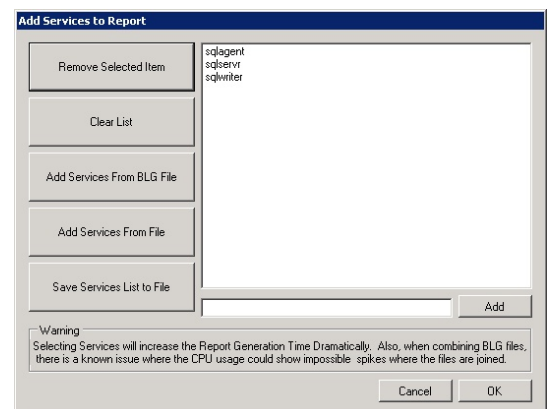 Add Services to Report
Remove Selected Item
Clear List
Add Services From BLG File
Add Services From File
Save Services List to File
sqlagent
sqlservr
sqlwriter
Add
Warning
Selecting Services will increase the Report Generation Time Dramatically. Also, when combining BLG files,
there is a known issue where the CPU usage could show impossible spikes where the files are joined.
Cancel
OK